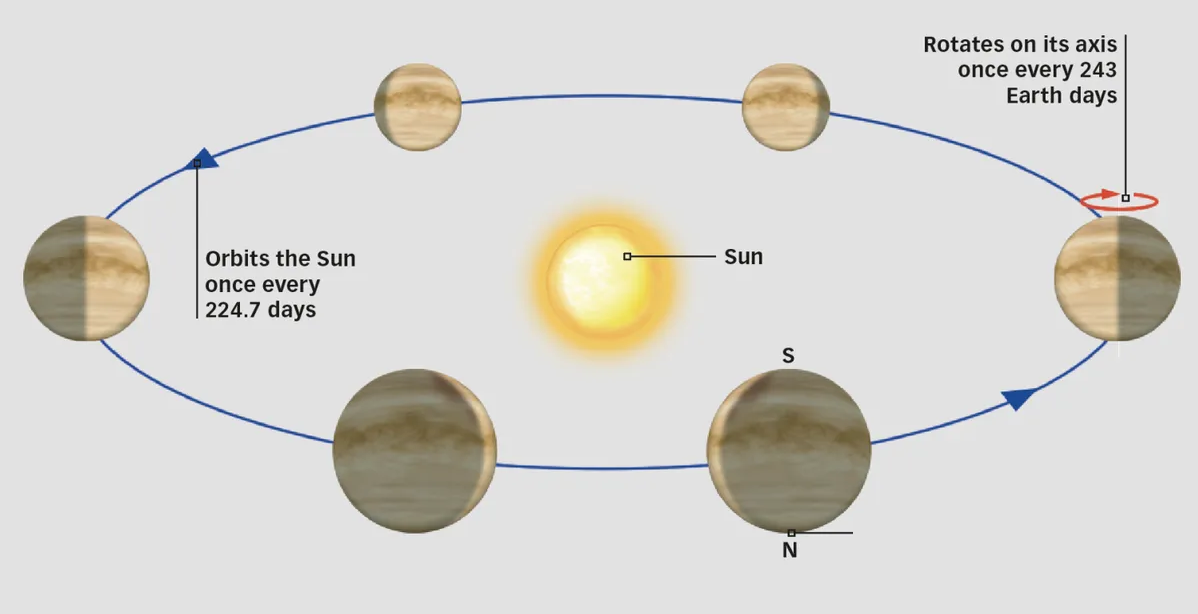 Rotates on its axis
once every 243
Earth days
Orbits the Sun
once every
224.7 days
Sun
S
N